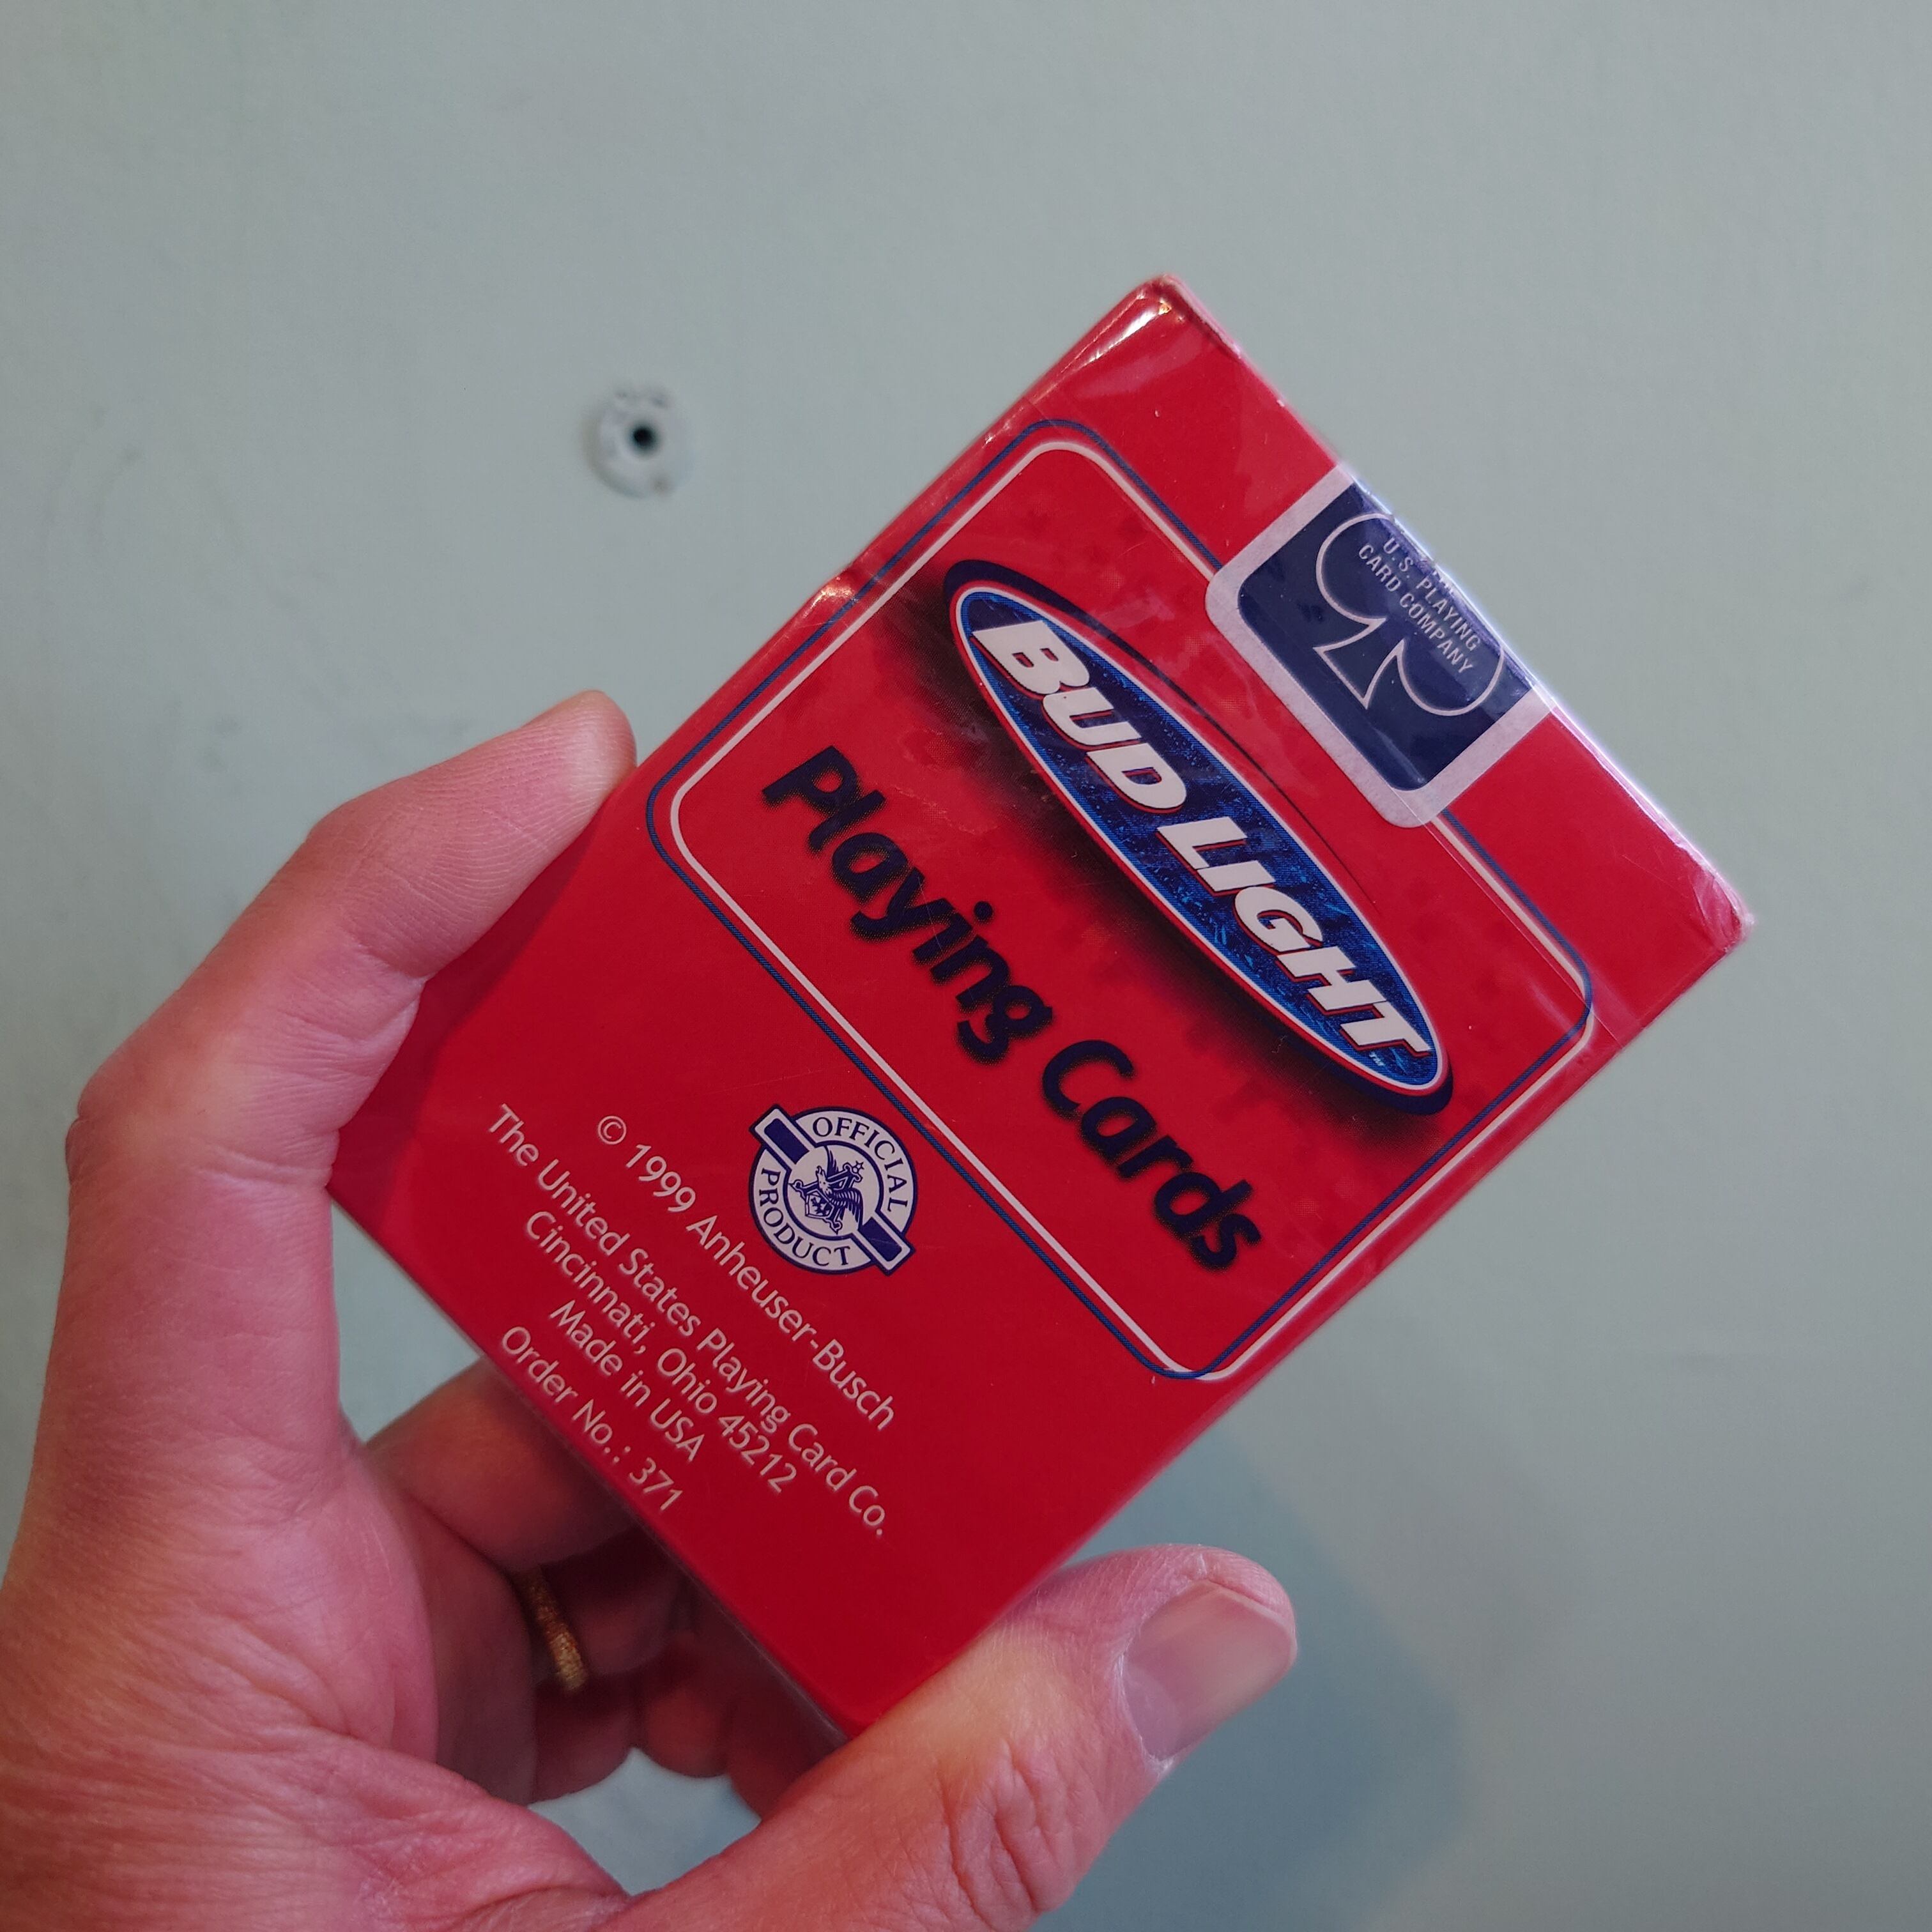 U.S. PLAYING
CARD COMPANY
BUD LIGHT™
Playing Cards
OFFICIAL
PRODUCT
© 1999 Anheuser-Busch
The United States Playing Card Co.
Cincinnati, Ohio 45212
Made in USA
Order No.: 371